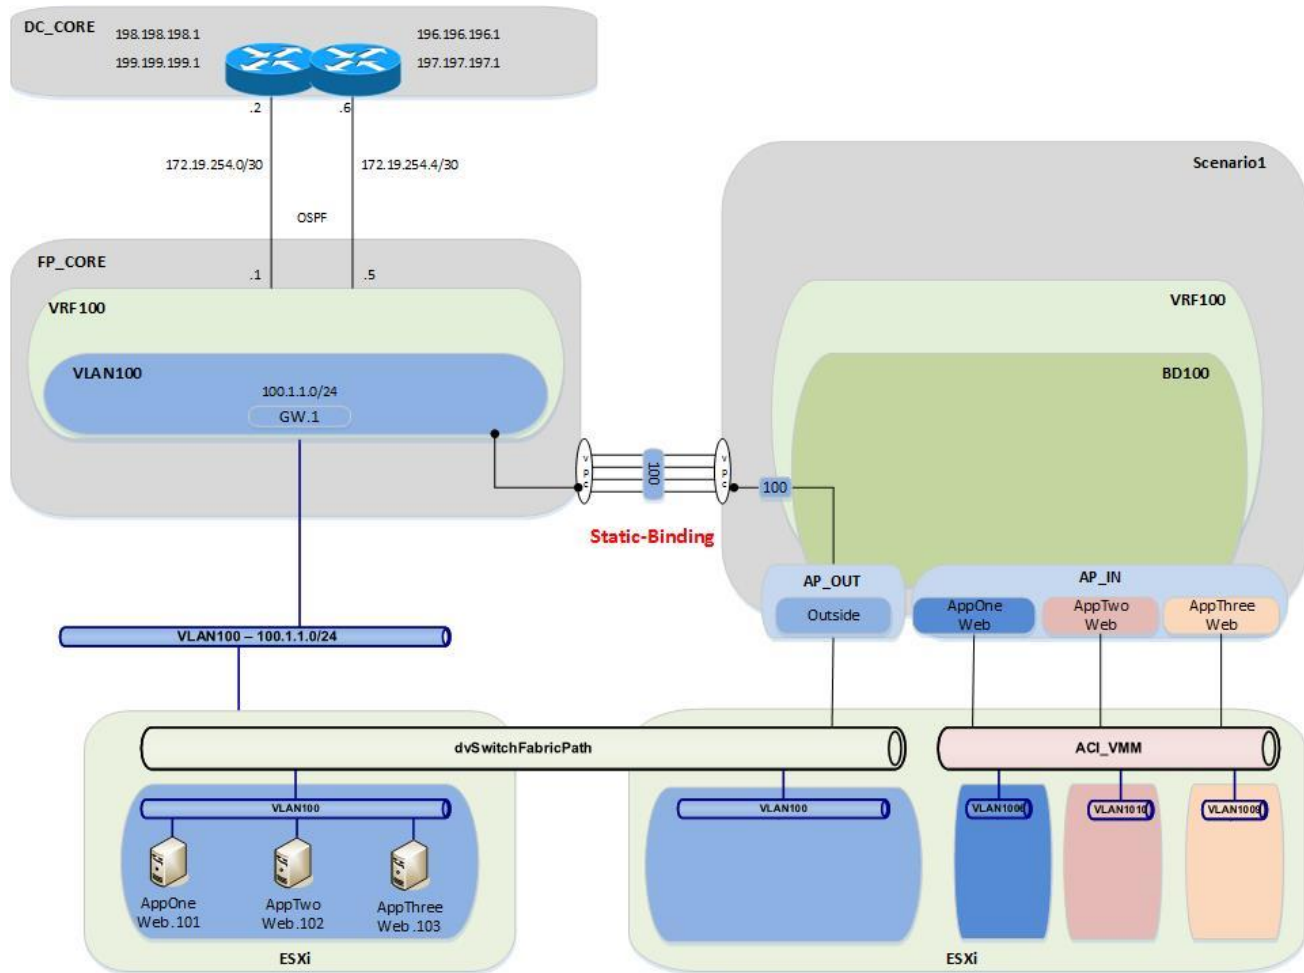 DC_CORE
198.198.198.1
199.199.199.1
196.196.196.1
197.197.197.1
.2
.6
172.19.254.0/30
172.19.254.4/30
OSPF
Scenario1
FP_CORE
.1
.5
VRF100
VRF100
VLAN100
100.1.1.0/24
GW.1
BD100
vpc
100
vpc
100
Static-Binding
AP_OUT
AP_IN
Outside
AppOne
Web
AppTwo
Web
AppThree
Web
VLAN100 – 100.1.1.0/24
dvSwitchFabricPath
ACI_VMM
VLAN100
VLAN100
VLAN1010
VLAN1009
AppOne
Web.101
AppTwo
Web.102
AppThree
Web.103
ESXi
ESXi